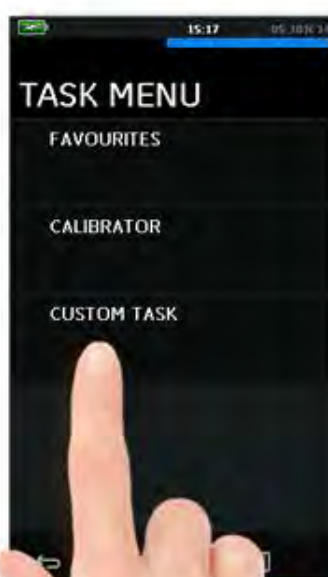 15:17
TASK MENU
FAVOURITES
CALIBRATOR
CUSTOM TASK